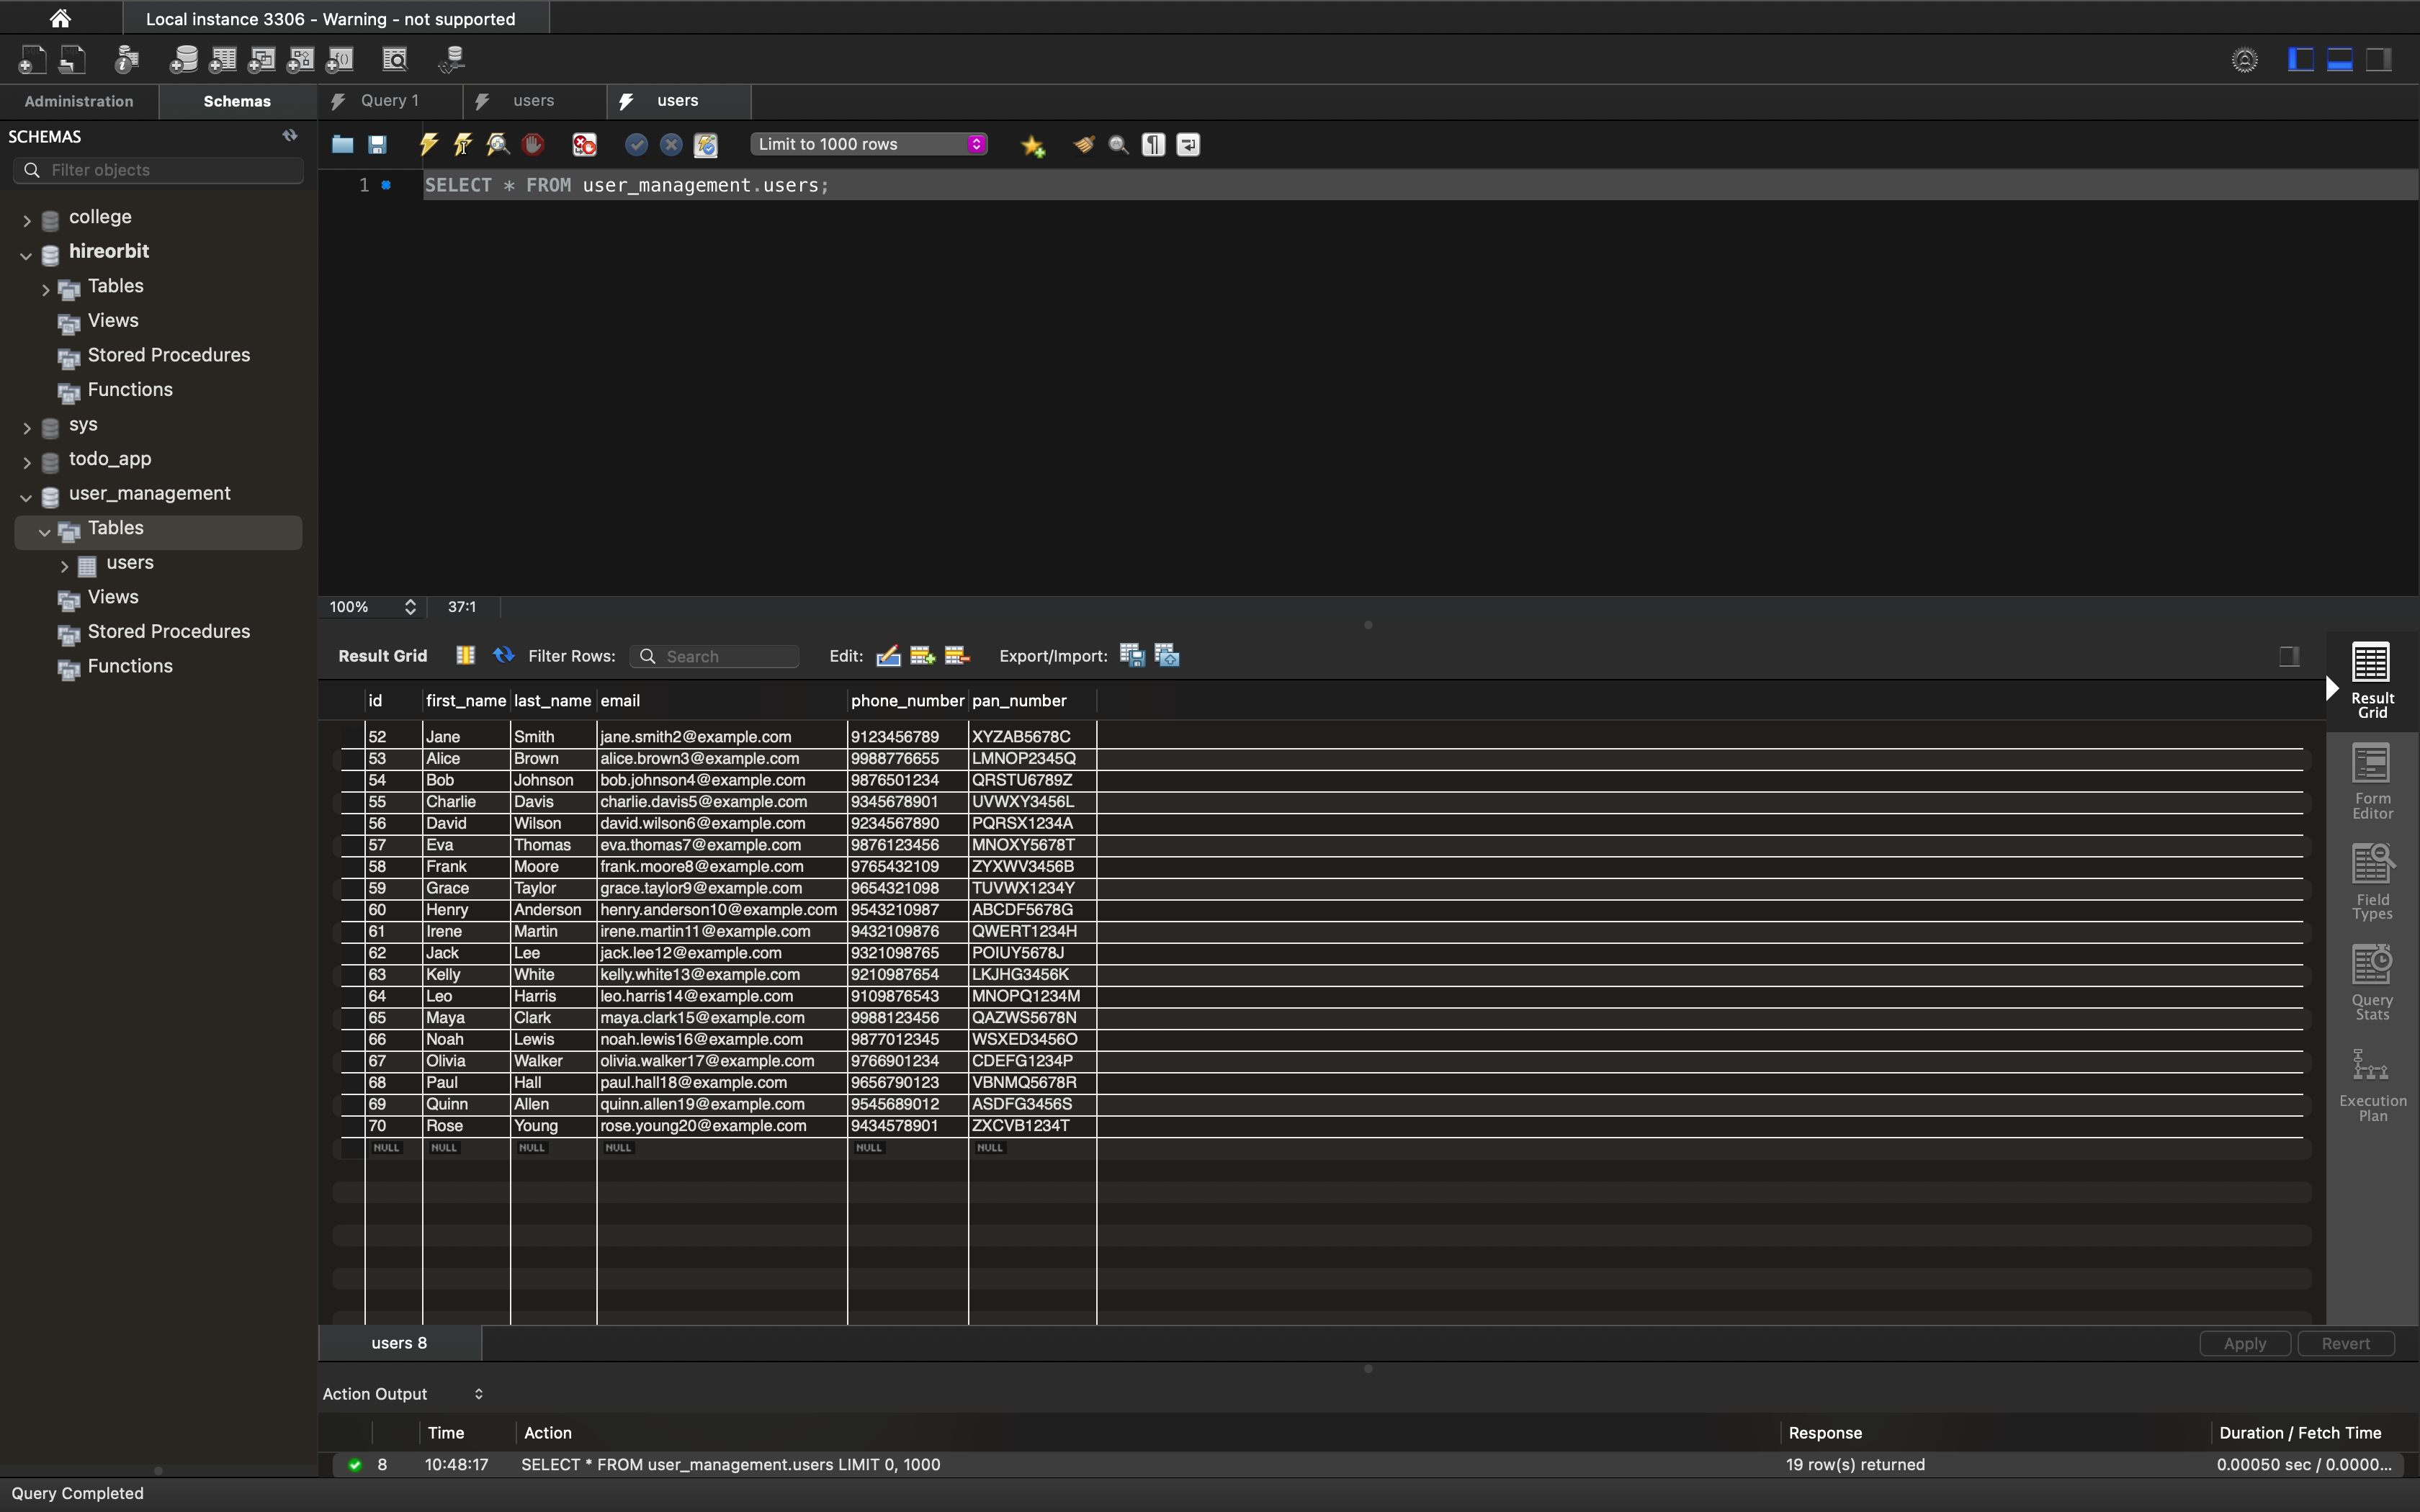 Local instance 3306 - Warning - not supported
Administration Schemas Query 1 users users
SCHEMAS
Filter objects
Limit to 1000 rows
1 SELECT * FROM user_management.users;
college
hireorbit
Tables
Views
Stored Procedures
Functions
sys
todo_app
user_management
Tables
users
Views
Stored Procedures
Functions
100% 37:1
Result Grid Filter Rows: Search Edit: Export/Import:
id first_name last_name email phone_number pan_number
52 Jane Smith jane.smith2@example.com 9123456789 XYZAB5678C
53 Alice Brown alice.brown3@example.com 9988776655 LMNOP2345Q
54 Bob Johnson bob.johnson4@example.com 9876501234 QRSTU6789Z
55 Charlie Davis charlie.davis5@example.com 9345678901 UVWXY3456L
56 David Wilson david.wilson6@example.com 9234567890 PQRSX1234A
57 Eva Thomas eva.thomas7@example.com 9876123456 MNOXY5678T
58 Frank Moore frank.moore8@example.com 9765432109 ZYXWV3456B
59 Grace Taylor grace.taylor9@example.com 9654321098 TUVWX1234Y
60 Henry Anderson henry.anderson10@example.com 9543210987 ABCDF5678G
61 Irene Martin irene.martin11@example.com 9432109876 QWERT1234H
62 Jack Lee jack.lee12@example.com 9321098765 POIUY5678J
63 Kelly White kelly.white13@example.com 9210987654 LKJHG3456K
64 Leo Harris leo.harris14@example.com 9109876543 MNOPQ1234M
65 Maya Clark maya.clark15@example.com 9988123456 QAZWS5678N
66 Noah Lewis noah.lewis16@example.com 9877012345 WSXED3456O
67 Olivia Walker olivia.walker17@example.com 9766901234 CDEFG1234P
68 Paul Hall paul.hall18@example.com 9656790123 VBNMQ5678R
69 Quinn Allen quinn.allen19@example.com 9545689012 ASDFG3456S
70 Rose Young rose.young20@example.com 9434578901 ZXCVB1234T
NULL NULL NULL NULL NULL NULL
Result
Grid
Form
Editor
Field
Types
Query
Stats
Execution
Plan
users 8 Apply Revert
Action Output
Time Action Response Duration / Fetch Time
8 10:48:17 SELECT * FROM user_management.users LIMIT 0, 1000 19 row(s) returned 0.00050 sec / 0.0000...
Query Completed